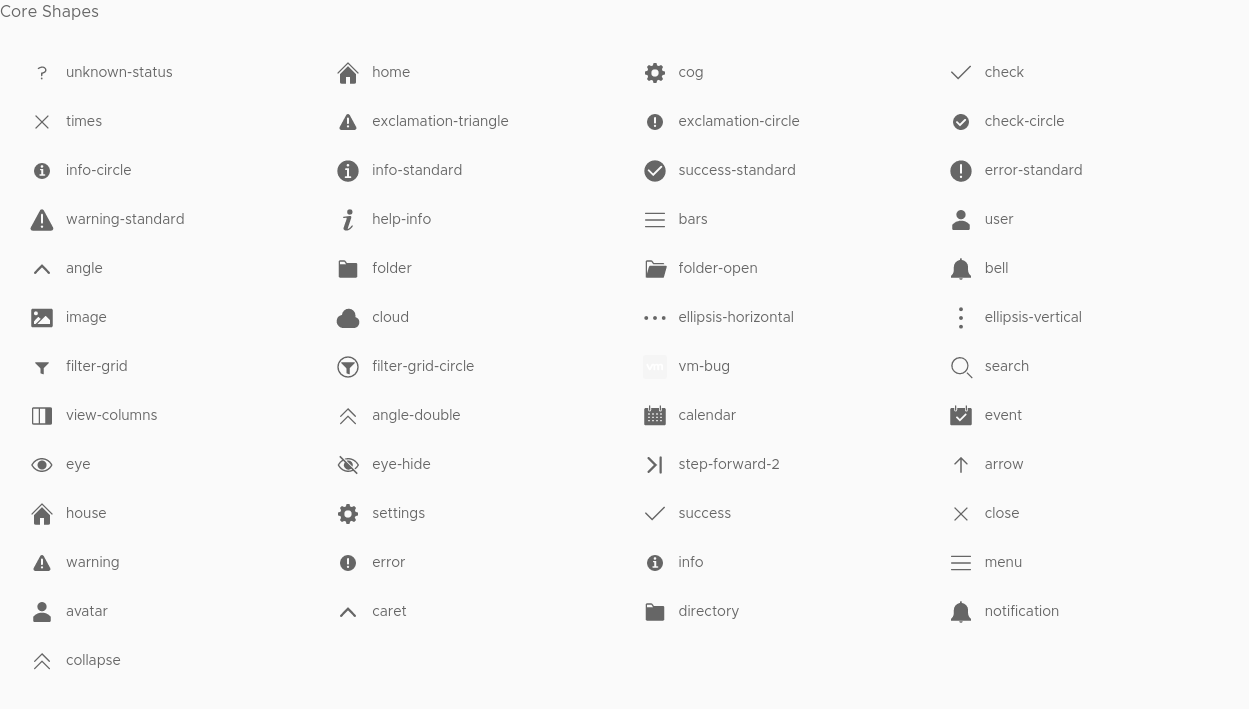 Core Shapes
unknown-status home cog check
times exclamation-triangle exclamation-circle check-circle
info-circle info-standard success-standard error-standard
warning-standard help-info bars user
angle folder folder-open bell
image cloud ellipsis-horizontal ellipsis-vertical
filter-grid filter-grid-circle vm vm-bug search
view-columns angle-double calendar event
eye eye-hide step-forward-2 arrow
house settings success close
warning error info menu
avatar caret directory notification
collapse